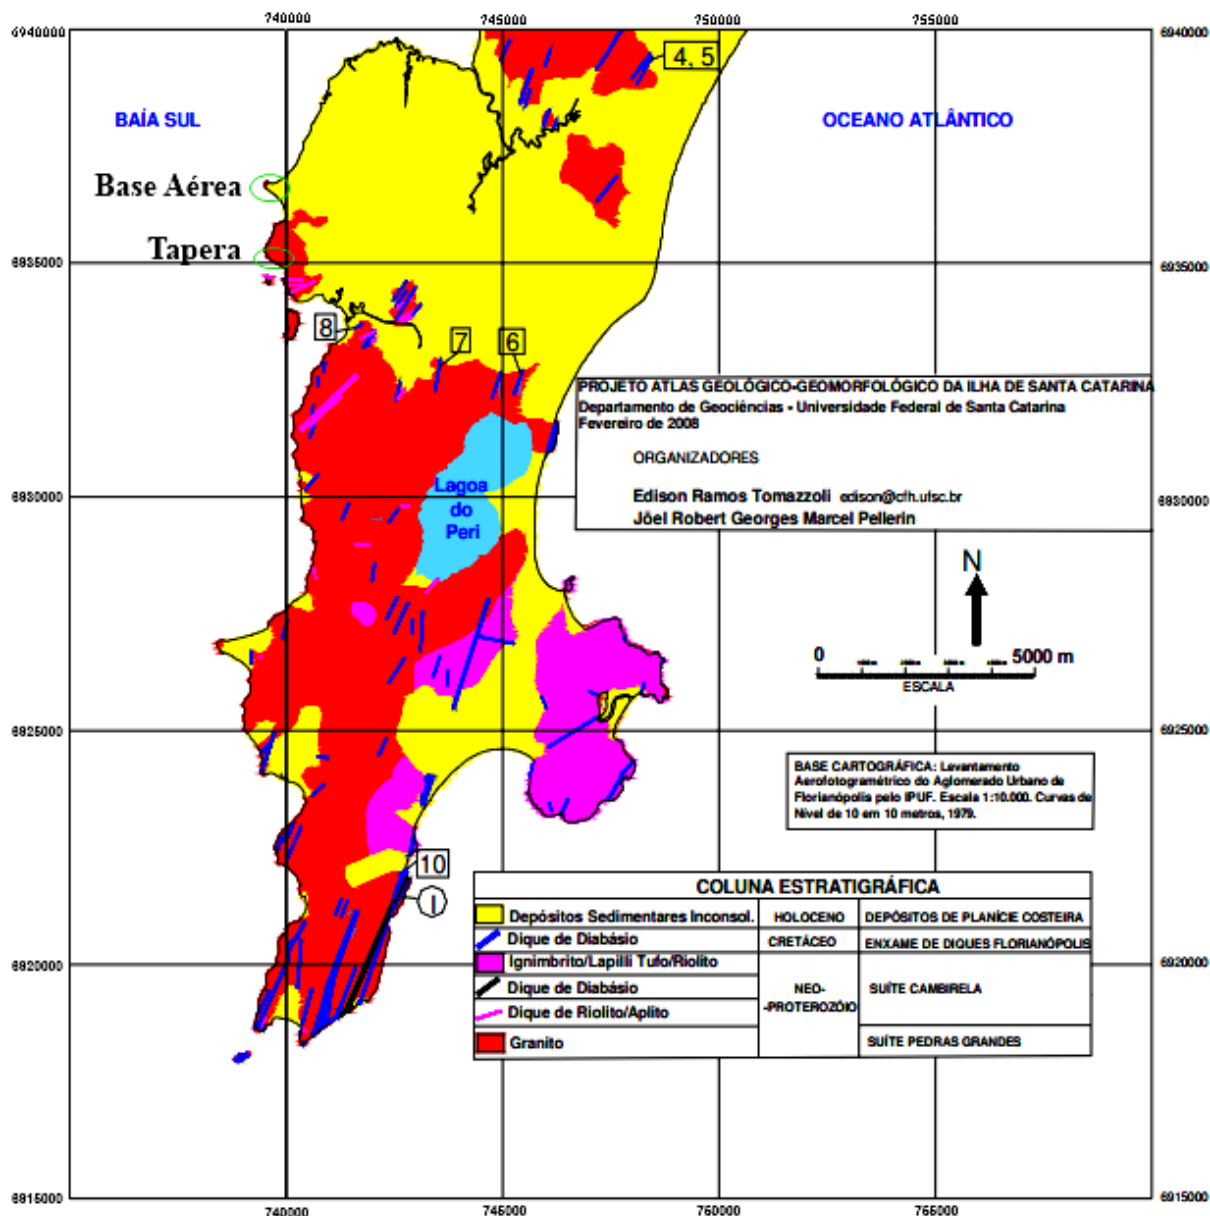 740000 745000 750000 755000
6940000 6940000
4, 5
BAÍA SUL
OCEANO ATLÂNTICO
Base Aérea
Tapera
6935000 6935000
8
7
6
PROJETO ATLAS GEOLÓGICO-GEOMORFOLÓGICO DA ILHA DE SANTA CATARINA
Departamento de Geociências - Universidade Federal de Santa Catarina
Fevereiro de 2008
ORGANIZADORES
Edison Ramos Tomazzoli edison@cfh.ufsc.br
Jöel Robert Georges Marcel Pellerin
Lagoa
do
Peri
6930000 6930000
N
0 5000 m
ESCALA
6925000 6925000
BASE CARTOGRÁFICA: Levantamento
Aerofotogramétrico do Aglomerado Urbano de
Florianópolis pelo IPUF. Escala 1:10.000. Curvas de
Nível de 10 em 10 metros, 1979.
10
I
COLUNA ESTRATIGRÁFICA
Depósitos Sedimentares Inconsol. HOLOCENO DEPÓSITOS DE PLANÍCIE COSTEIRA
Dique de Diabásio CRETÁCEO ENXAME DE DIQUES FLORIANÓPOLIS
Ignimbrito/Lapilli Tufo/Riolito
Dique de Diabásio NEO- SUÍTE CAMBIRELA
-PROTEROZÓIO
Dique de Riolito/Aplito
Granito SUÍTE PEDRAS GRANDES
6920000 6920000
6915000 6915000
740000 745000 760000 765000